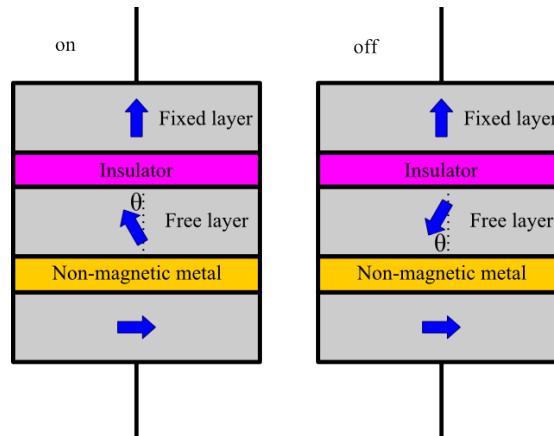 on
Fixed layer
Insulator
θ
Free layer
Non-magnetic metal
off
Fixed layer
Insulator
Free layer
θ
Non-magnetic metal